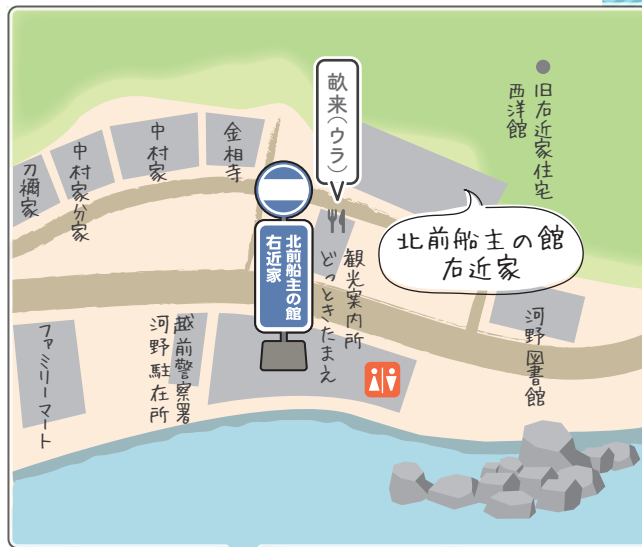 旧右近家住宅
西洋館
畝来(ウラ)
金相寺
中村家
中村家分家
刀禰家
北前船主の館
右近家
北前船主の館
右近家
観光案内所
どっときたまえ
河野図書館
越前警察署
河野駐在所
ファミリーマート